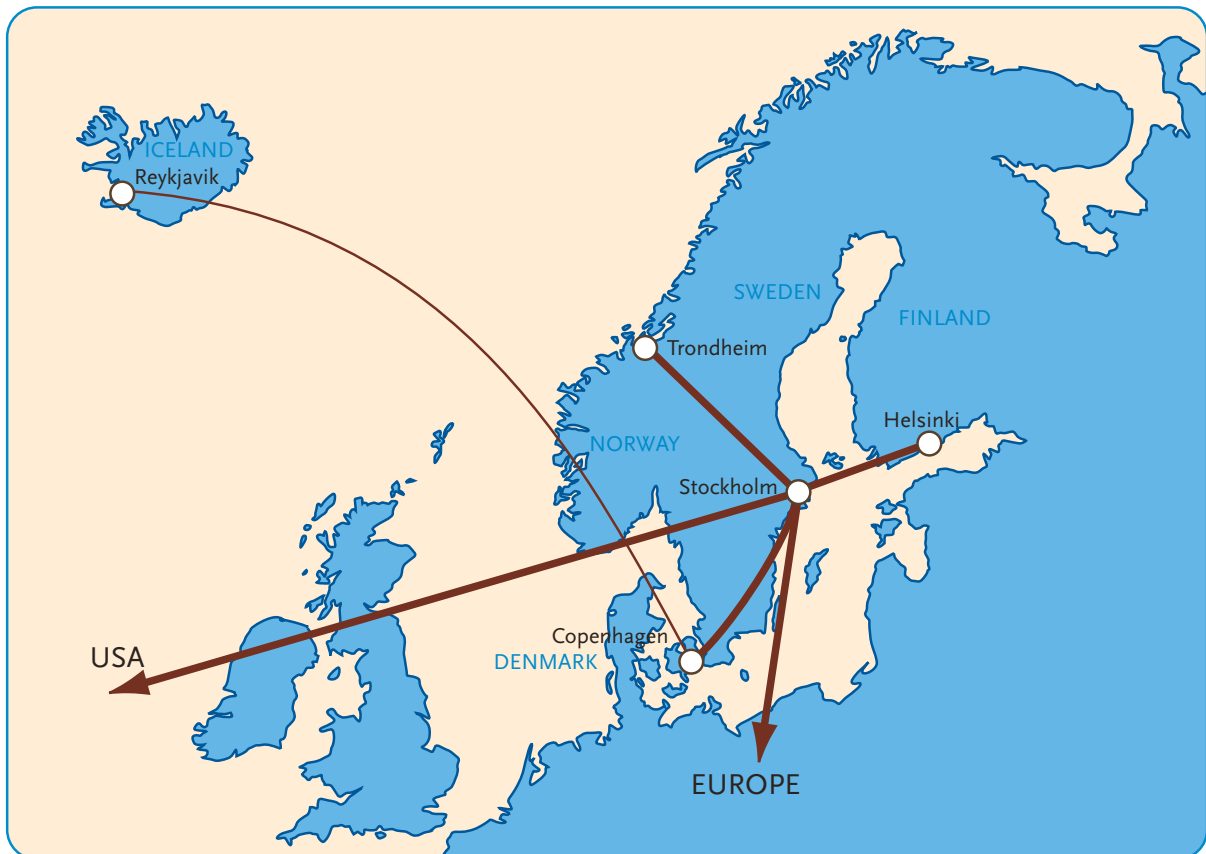 ICELAND
Reykjavik
SWEDEN
FINLAND
Trondheim
Helsinki
NORWAY
Stockholm
Copenhagen
USA
DENMARK
EUROPE